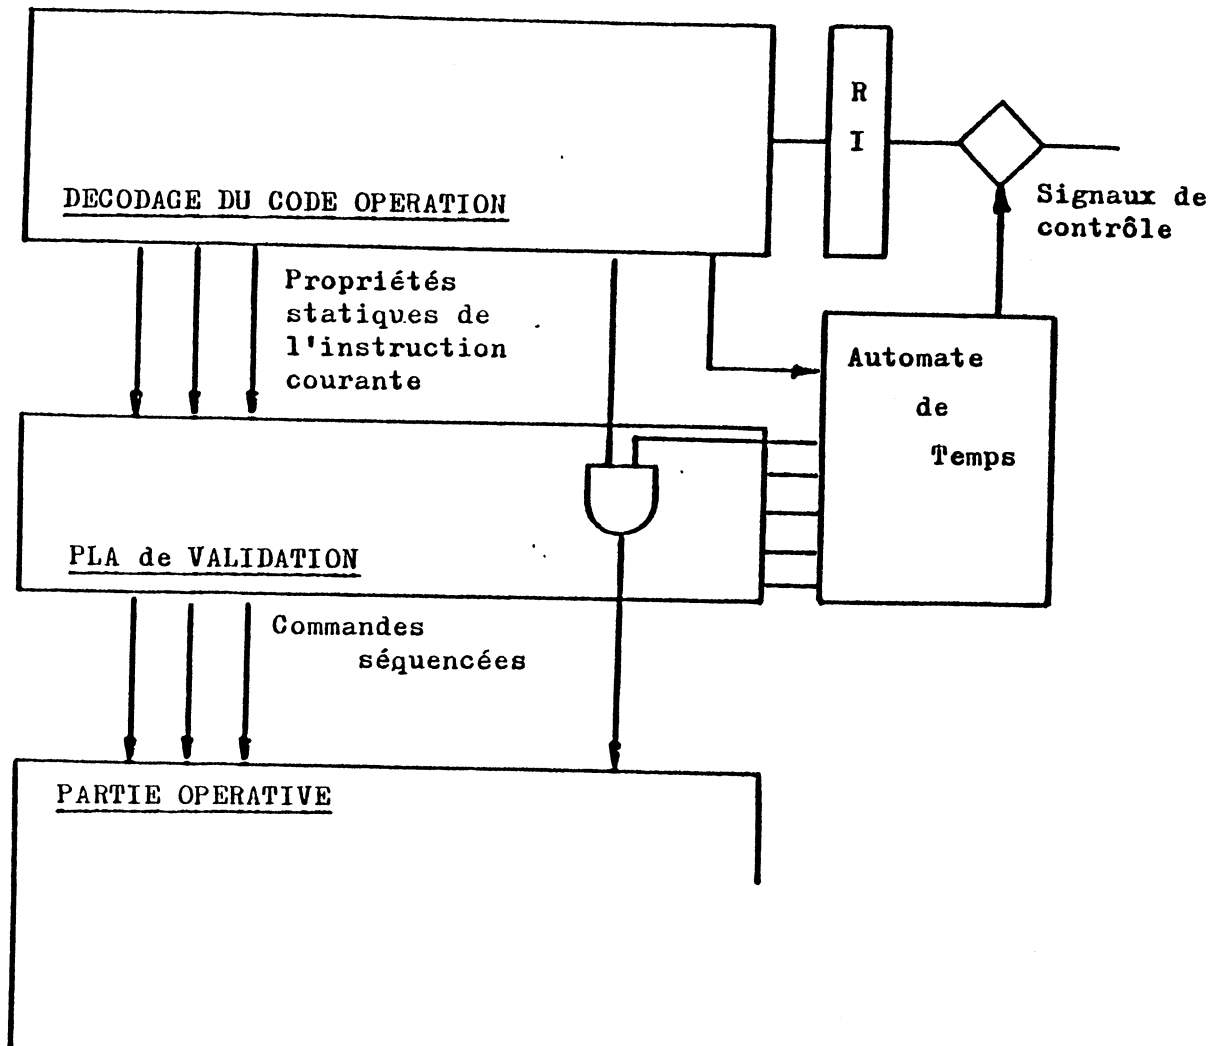 R
I
DECODAGE DU CODE OPERATION
Signaux de
contrôle
Propriétés
statiques de
l'instruction
courante
Automate
de
Temps
PLA de VALIDATION
Commandes
séquencées
PARTIE OPERATIVE